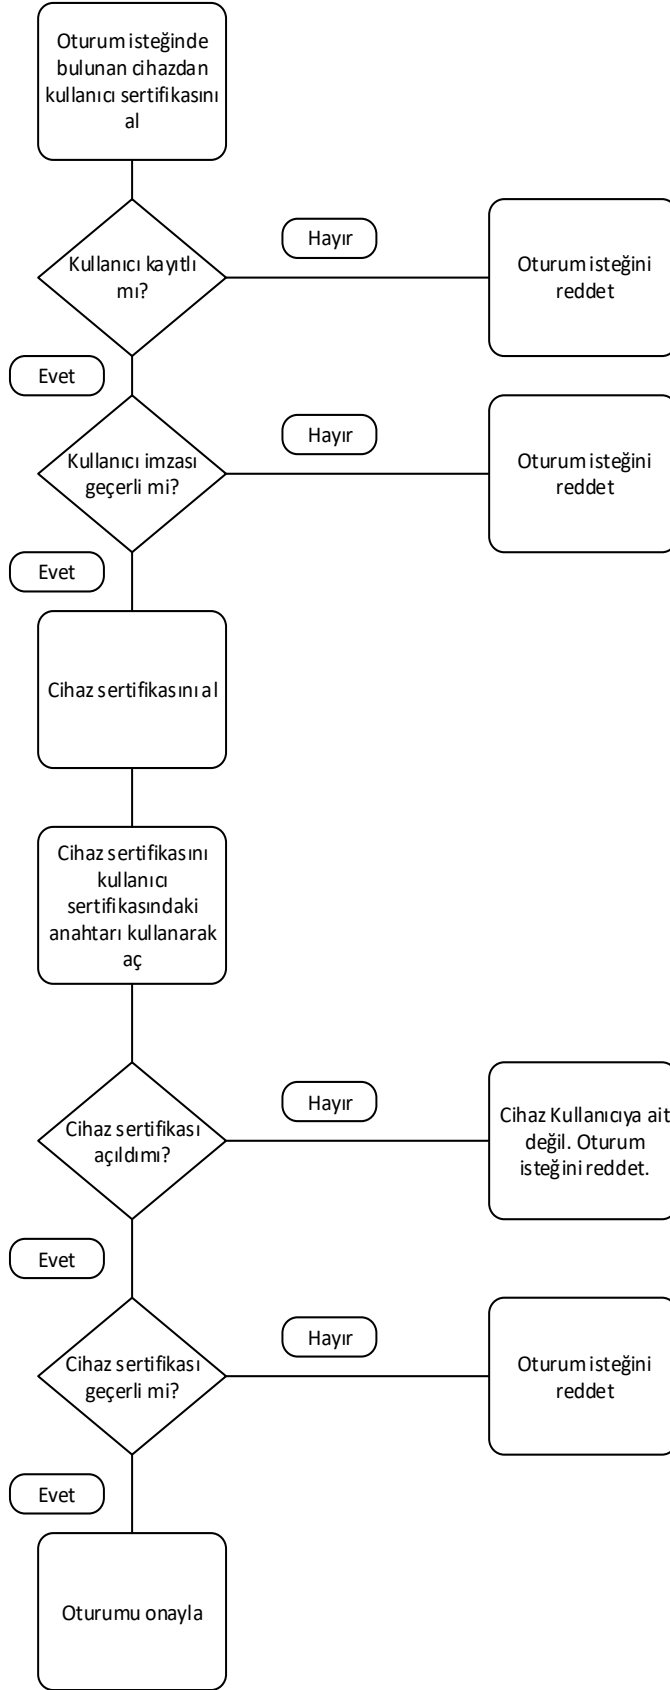 Oturum isteğinde
bulunan cihazdan
kullanıcı sertifikasını
al
Kullanıcı kayıtlı
mı?
Hayır
Oturum isteğini
reddet
Evet
Kullanıcı imzası
geçerli mi?
Hayır
Oturum isteğini
reddet
Evet
Cihaz sertifikasını al
Cihaz sertifikasını
kullanıcı
sertifikasındaki
anahtarı kullanarak
aç
Cihaz sertifikası
açıldımı?
Hayır
Cihaz Kullanıcıya ait
değil. Oturum
isteğini reddet.
Evet
Cihaz sertifikası
geçerli mi?
Hayır
Oturum isteğini
reddet
Evet
Oturumu onayla